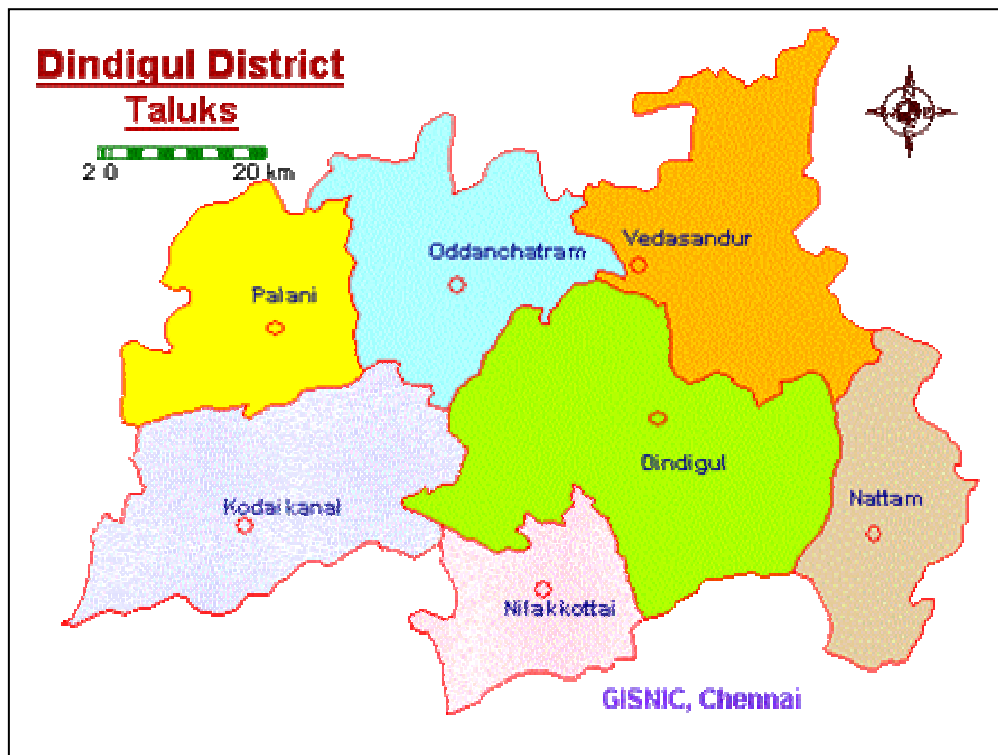 Dindigul District
Taluks
2 0 20 km
Vedasandur
Oddanchatram
Palani
Dindigul
Nattam
Kodaikanal
Nilakkottai
GISNIC, Chennai